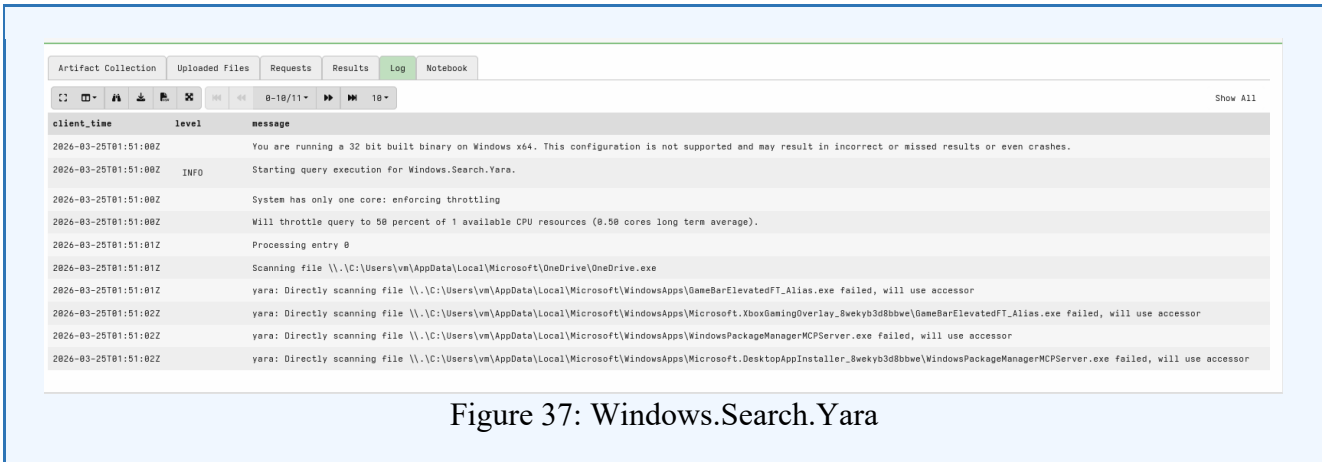 Artifact Collection Uploaded Files Requests Results Log Notebook
0-10/11 10 Show All
client_time level message
2026-03-25T01:51:00Z You are running a 32 bit built binary on Windows x64. This configuration is not supported and may result in incorrect or missed results or even crashes.
2026-03-25T01:51:00Z INFO Starting query execution for Windows.Search.Yara.
2026-03-25T01:51:00Z System has only one core: enforcing throttling
2026-03-25T01:51:00Z Will throttle query to 50 percent of 1 available CPU resources (0.50 cores long term average).
2026-03-25T01:51:01Z Processing entry 0
2026-03-25T01:51:01Z Scanning file \\.\C:\Users\vm\AppData\Local\Microsoft\OneDrive\OneDrive.exe
2026-03-25T01:51:01Z yara: Directly scanning file \\.\C:\Users\vm\AppData\Local\Microsoft\WindowsApps\GameBarElevatedFT_Alias.exe failed, will use accessor
2026-03-25T01:51:02Z yara: Directly scanning file \\.\C:\Users\vm\AppData\Local\Microsoft\WindowsApps\Microsoft.XboxGamingOverlay_8wekyb3d8bbwe\GameBarElevatedFT_Alias.exe failed, will use accessor
2026-03-25T01:51:02Z yara: Directly scanning file \\.\C:\Users\vm\AppData\Local\Microsoft\WindowsApps\WindowsPackageManagerMCPServer.exe failed, will use accessor
2026-03-25T01:51:02Z yara: Directly scanning file \\.\C:\Users\vm\AppData\Local\Microsoft\WindowsApps\Microsoft.DesktopAppInstaller_8wekyb3d8bbwe\WindowsPackageManagerMCPServer.exe failed, will use accessor
Figure 37: Windows.Search.Yara